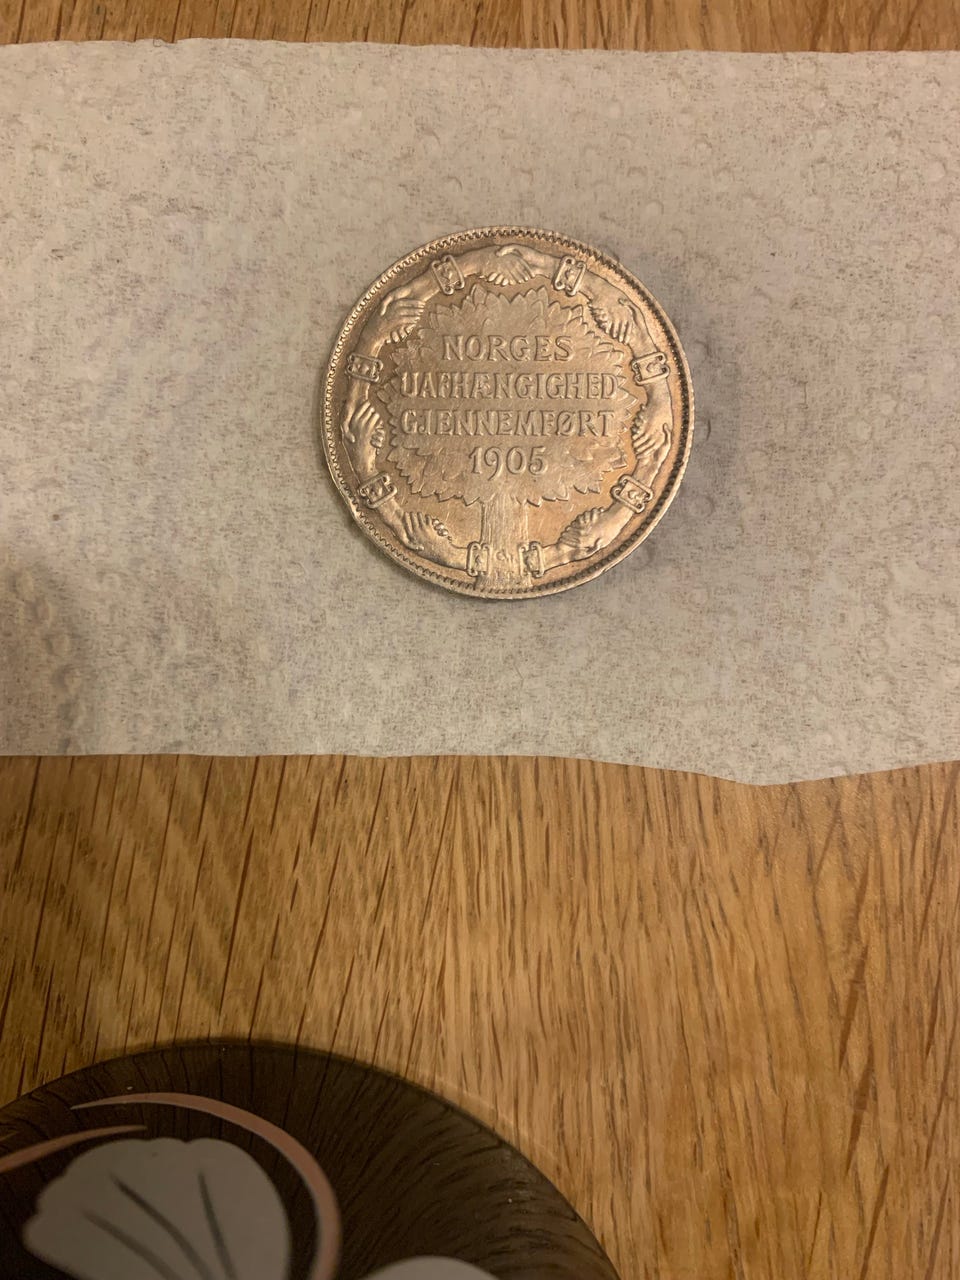 NORGES
UAFHÆNGIGHED
GJENNEMFØRT
1905